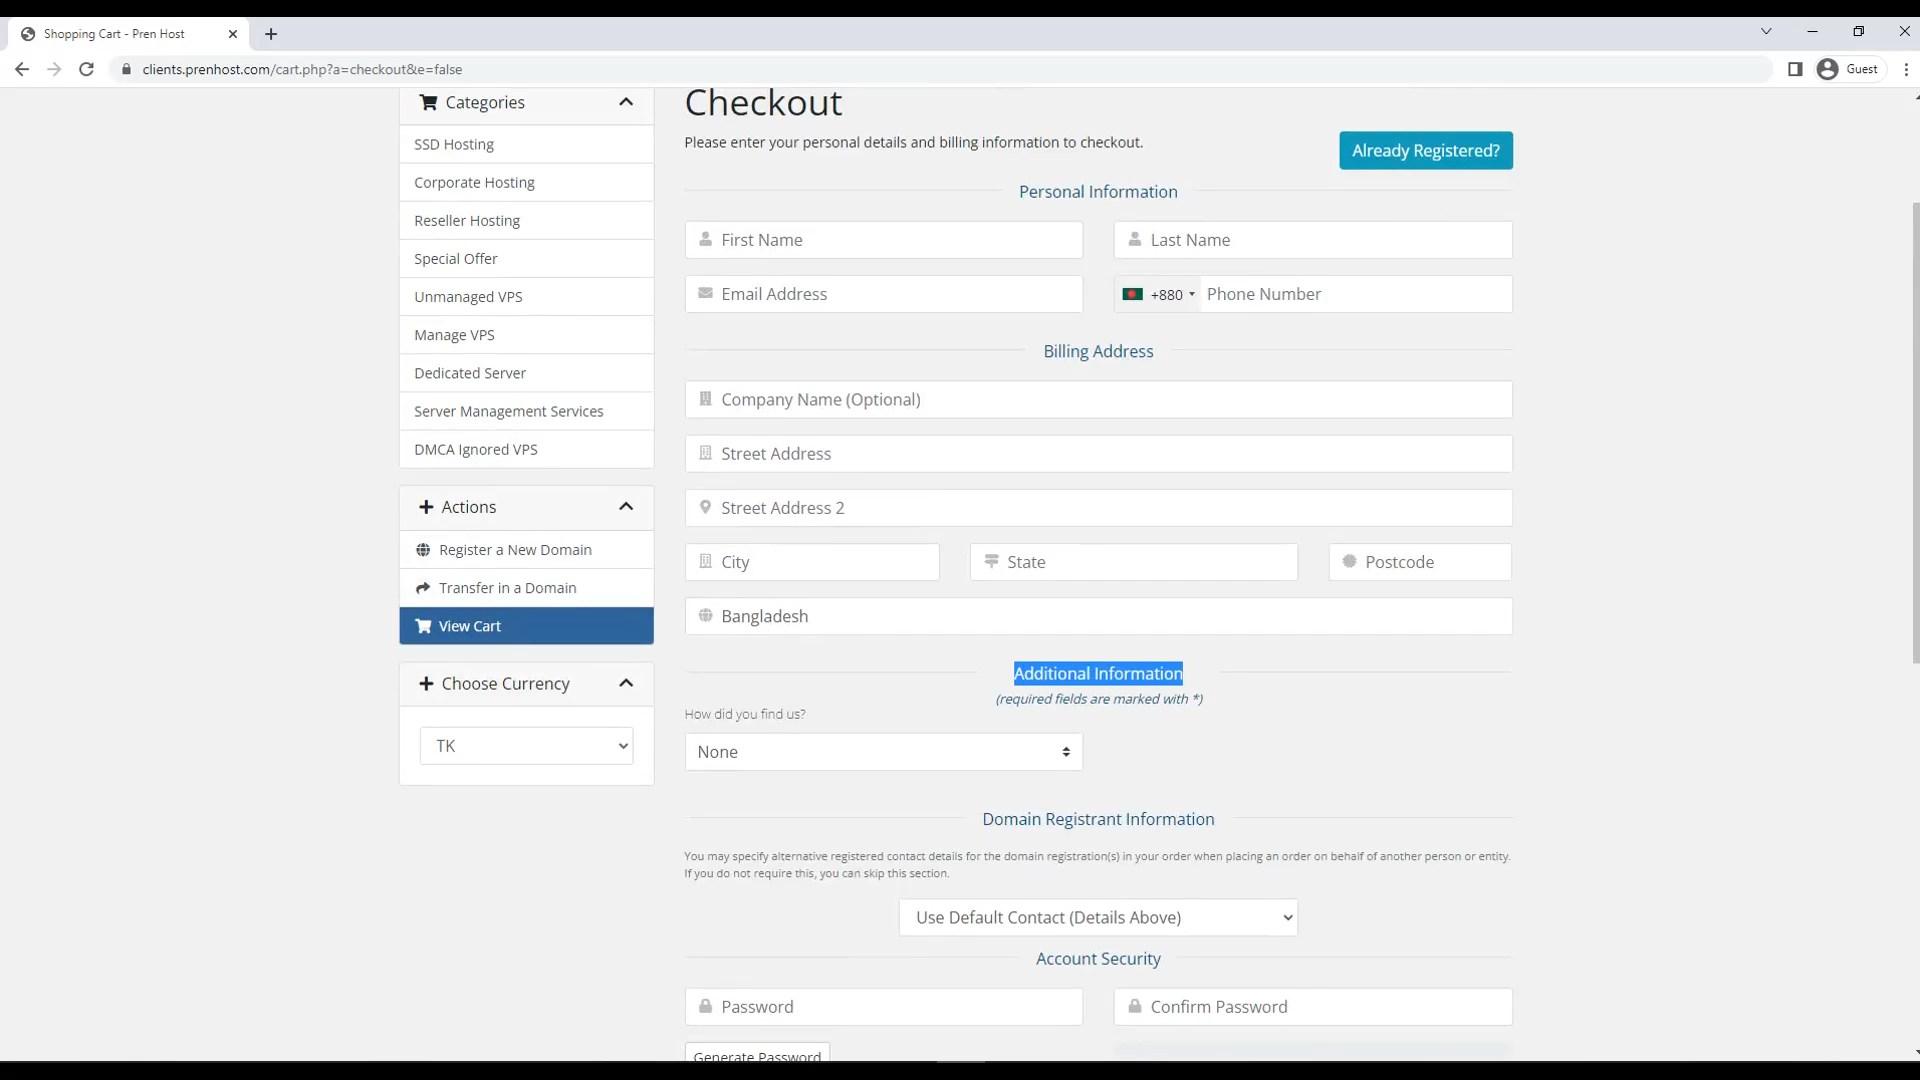 Shopping Cart - Pren Host
clients.prenhost.com/cart.php?a=checkout&e=false
Guest
Categories
SSD Hosting
Corporate Hosting
Reseller Hosting
Special Offer
Unmanaged VPS
Manage VPS
Dedicated Server
Server Management Services
DMCA Ignored VPS
Actions
Register a New Domain
Transfer in a Domain
View Cart
Choose Currency
TK
Checkout
Please enter your personal details and billing information to checkout.
Already Registered?
Personal Information
First Name
Last Name
Email Address
+880
Phone Number
Billing Address
Company Name (Optional)
Street Address
Street Address 2
City
State
Postcode
Bangladesh
Additional Information
(required fields are marked with *)
How did you find us?
None
Domain Registrant Information
You may specify alternative registered contact details for the domain registration(s) in your order when placing an order on behalf of another person or entity.
If you do not require this, you can skip this section.
Use Default Contact (Details Above)
Account Security
Password
Confirm Password
Generate Password